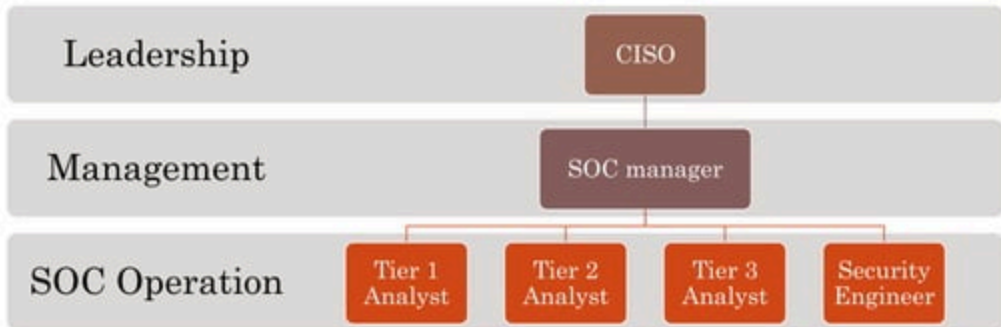 Leadership
CISO
Management
SOC manager
SOC Operation
Tier 1
Analyst
Tier 2
Analyst
Tier 3
Analyst
Security
Engineer